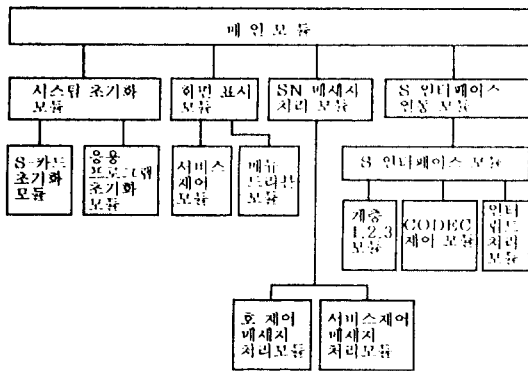 메 인 모 듈
시스템 초기화
모듈
화면 표시
모듈
SN 메세지
처리 모듈
S 인터페이스
연동 모듈
S-카드
초기화
모듈
응용
프로그램
초기화
모듈
서비스
제어
모듈
메뉴
모듈
S 인터페이스 모듈
계층
1,2,3
모듈
CODEC
제어 모듈
인터
럽트
처리
모듈
호 제어
메세지
처리모듈
서비스제어
메세지
처리모듈